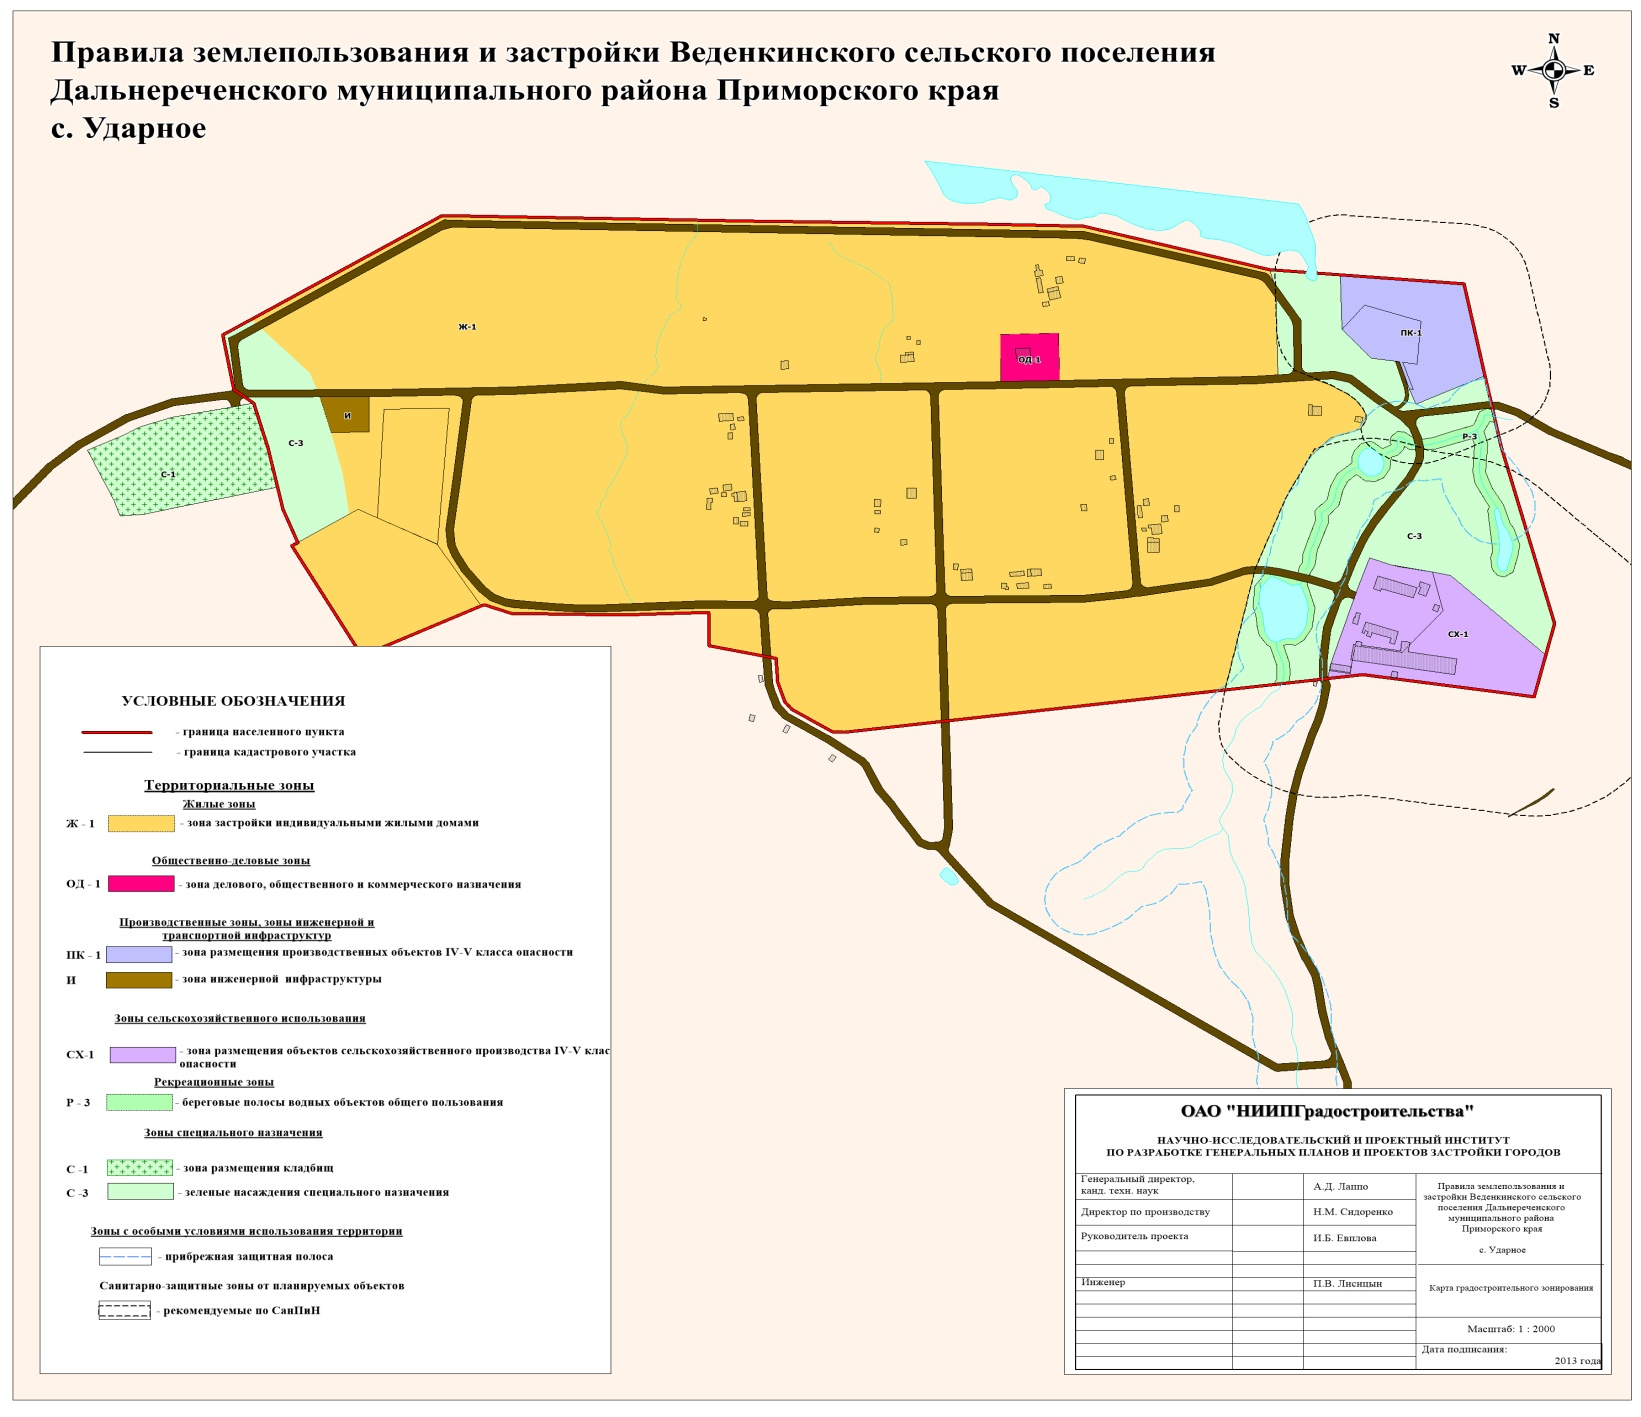 Правила землепользования и застройки Веденкинского сельского поселения
Дальнереченского муниципального района Приморского края
с. Ударное
N
W E
S
Ж-1
ОД-1
ПК-1
И
С-3
С-1
Р-3
С-3
СХ-1
УСЛОВНЫЕ ОБОЗНАЧЕНИЯ
- граница населенного пункта
- граница кадастрового участка
Территориальные зоны
Жилые зоны
Ж - 1 - зона застройки индивидуальными жилыми домами
Общественно-деловые зоны
ОД - 1 - зона делового, общественного и коммерческого назначения
Производственные зоны, зоны инженерной и
транспортной инфраструктур
ПК - 1 - зона размещения производственных объектов IV-V класса опасности
И - зона инженерной инфраструктуры
Зоны сельскохозяйственного использования
СХ-1 - зона размещения объектов сельскохозяйственного производства IV-V клас
опасности
Рекреационные зоны
Р - 3 - береговые полосы водных объектов общего пользования
Зоны специального назначения
С -1 - зона размещения кладбищ
С -3 - зеленые насаждения специального назначения
Зоны с особыми условиями использования территории
- прибрежная защитная полоса
Санитарно-защитные зоны от планируемых объектов
- рекомендуемые по СанПиН
ОАО "НИИПГрадостроительства"
НАУЧНО-ИССЛЕДОВАТЕЛЬСКИЙ И ПРОЕКТНЫЙ ИНСТИТУТ
ПО РАЗРАБОТКЕ ГЕНЕРАЛЬНЫХ ПЛАНОВ И ПРОЕКТОВ ЗАСТРОЙКИ ГОРОДОВ
Генеральный директор,
канд. техн. наук А.Д. Лаппо
Директор по производству Н.М. Сидоренко
Руководитель проекта И.Б. Евплова
Инженер П.В. Лисицын
Правила землепользования и
застройки Веденкинского сельского
поселения Дальнереченского
муниципального района
Приморского края
с. Ударное
Карта градостроительного зонирования
Масштаб: 1 : 2000
Дата подписания:
2013 года